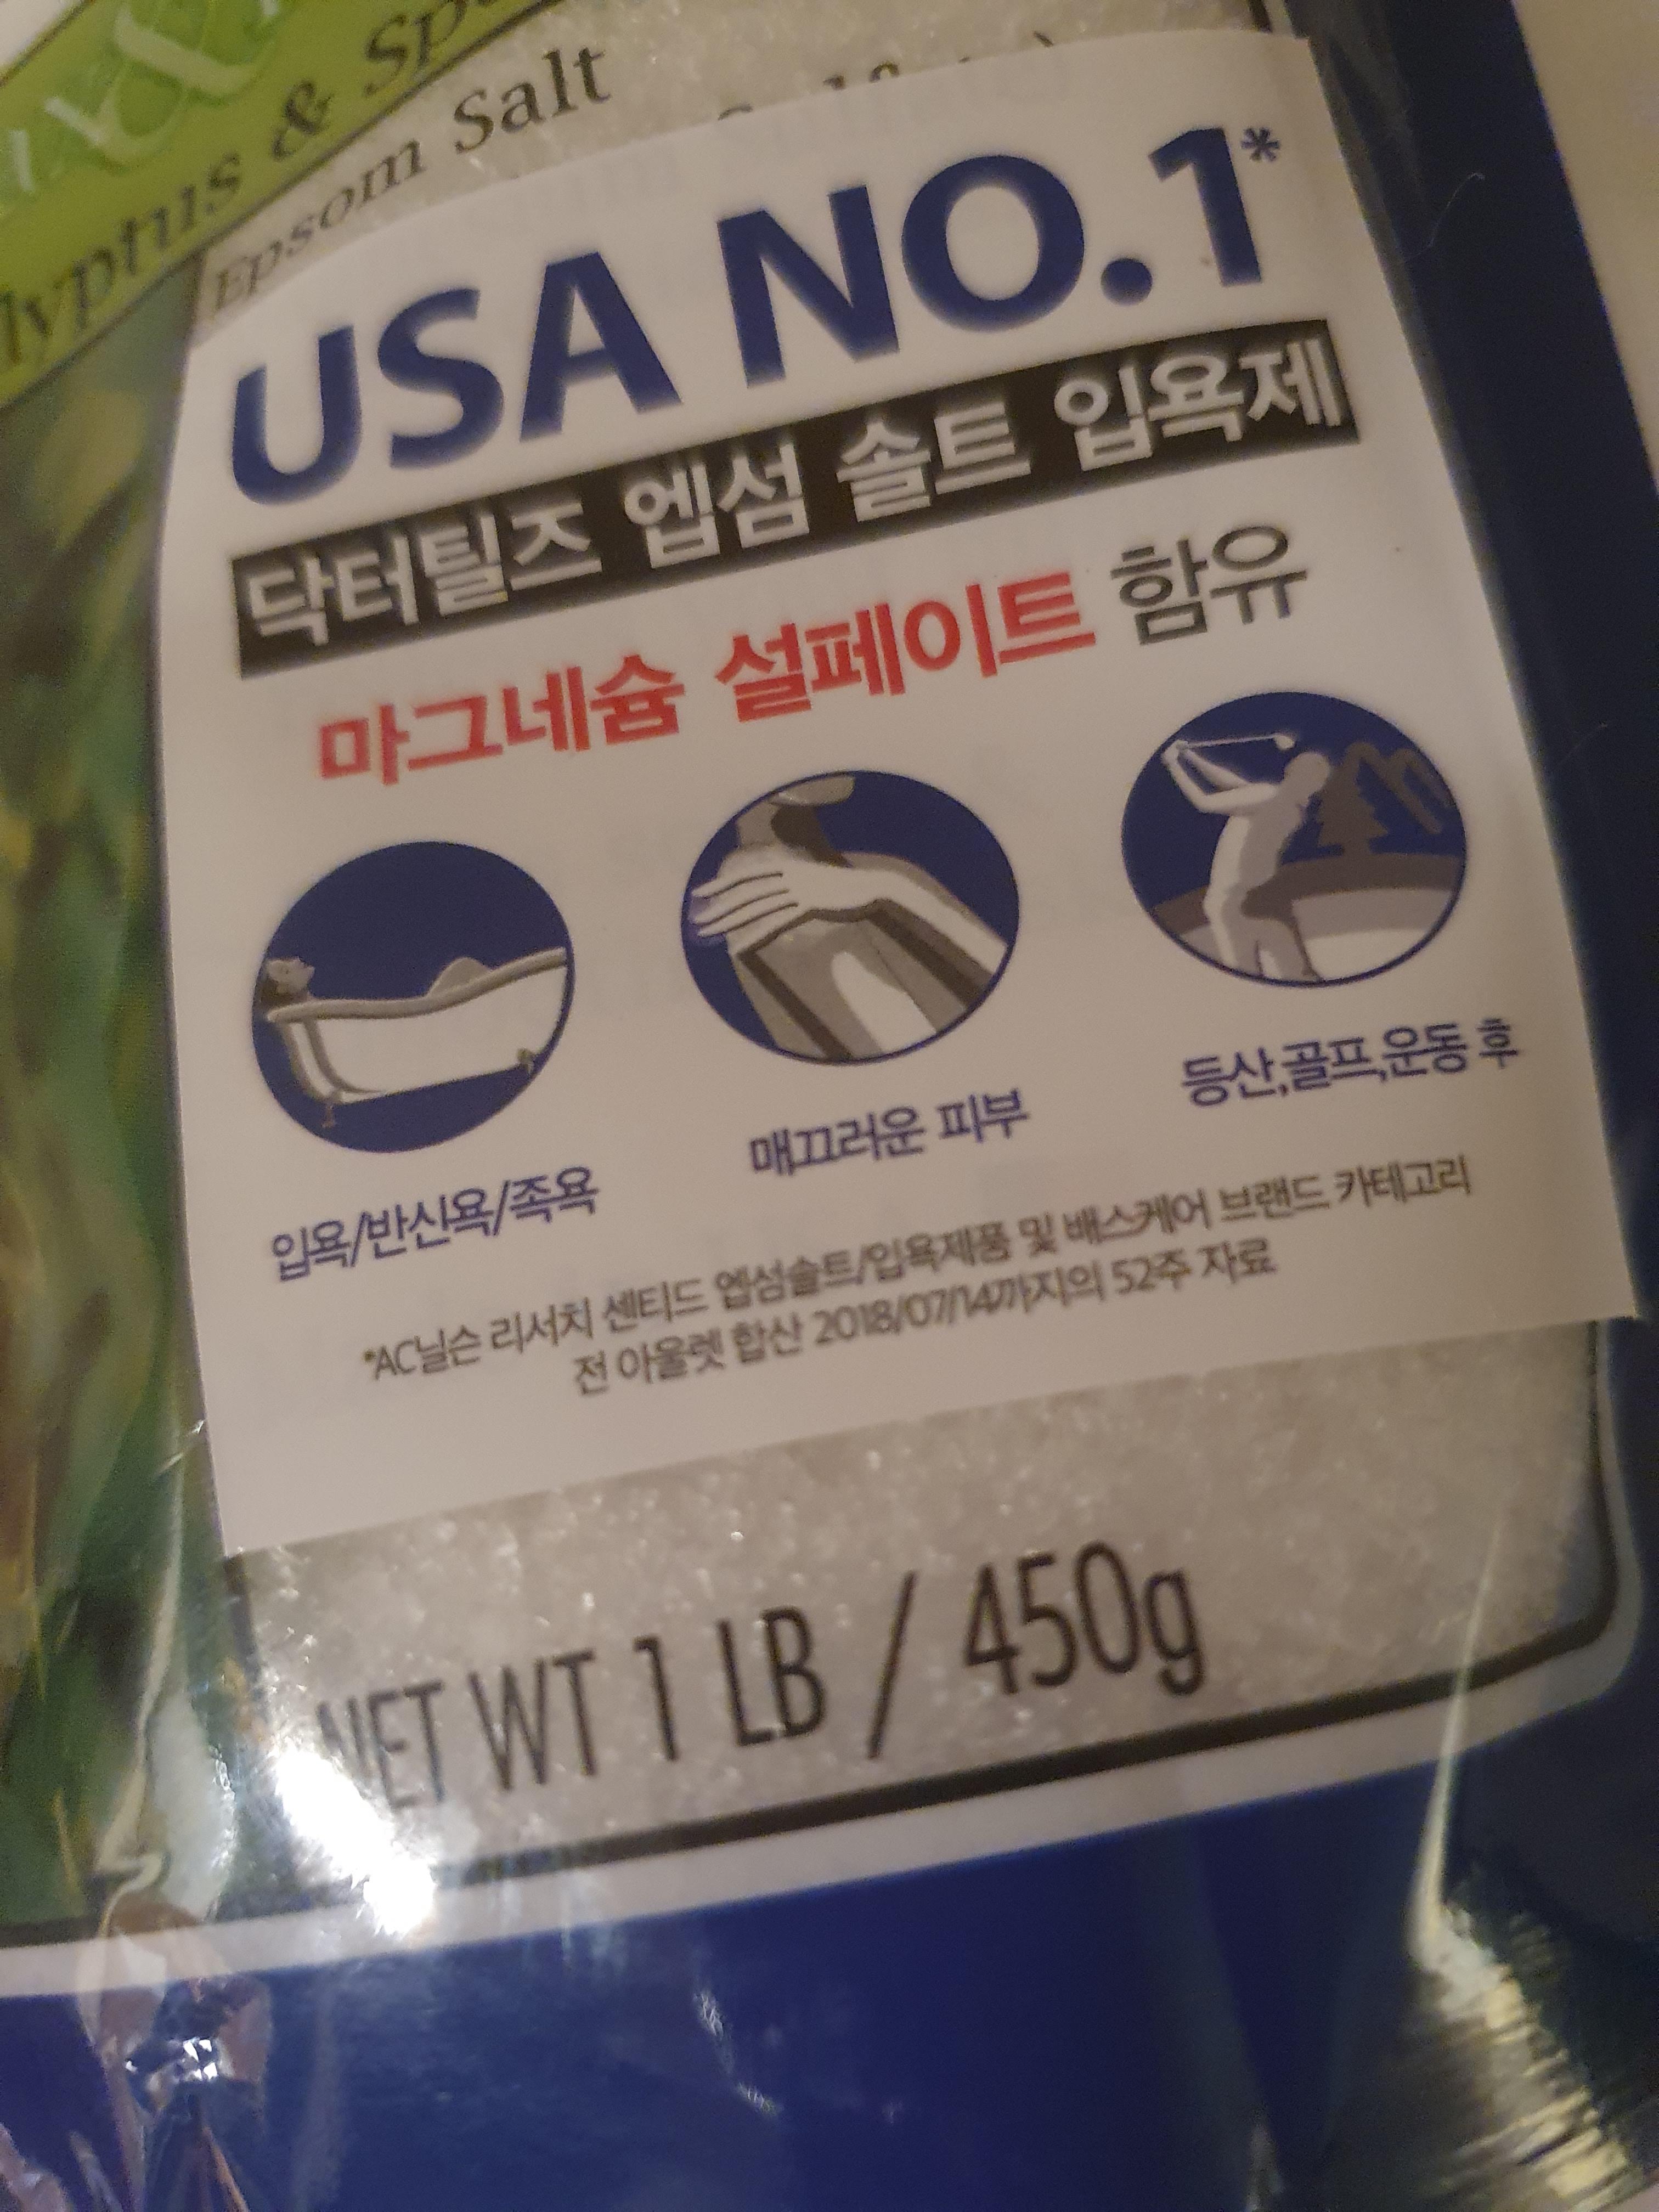 & Sp
Epsom Salt
USA NO.1*
닥터틸즈 엡섬 솔트 입욕제
마그네슘 설페이트 함유
입욕/반신욕/족욕
매끄러운 피부
등산,골프,운동 후
*AC닐슨 리서치 센티드 엡섬솔트/입욕제품 및 배스케어 브랜드 카테고리
전 아울렛 합산 2018/07/14까지의 52주 자료
NET WT 1 LB / 450g